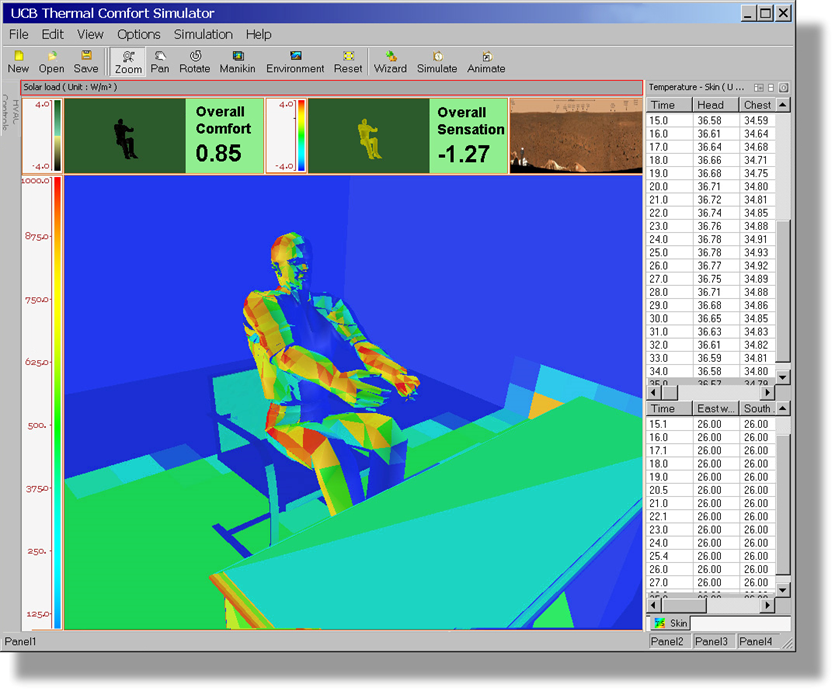 UCB Thermal Comfort Simulator
File Edit View Options Simulation Help
New Open Save Zoom Pan Rotate Manikin Environment Reset Wizard Simulate Animate
Solar load ( Unit : W/m² )
Temperature - Skin ( U ...
HVAC Controls
4.0
-4.0
Overall
Comfort
0.85
4.0
-4.0
Overall
Sensation
-1.27
1000.0
875.0
750.0
625.0
500.
375.0
250.
125.0
Time Head Chest
15.0 36.58 34.59
16.0 36.61 34.64
17.0 36.64 34.68
18.0 36.66 34.71
19.0 36.68 34.75
20.0 36.71 34.80
21.0 36.72 34.81
22.0 36.74 34.85
23.0 36.76 34.88
24.0 36.78 34.91
25.0 36.78 34.93
26.0 36.77 34.92
27.0 36.75 34.89
28.0 36.71 34.88
29.0 36.68 34.86
30.0 36.65 34.85
31.0 36.63 34.83
32.0 36.61 34.82
33.0 36.59 34.81
34.0 36.58 34.80
35.0 36.57 34.79
Time East w... South
15.1 26.00 26.00
16.0 26.00 26.00
17.1 26.00 26.00
18.0 26.00 26.00
19.0 26.00 26.00
20.5 26.00 26.00
21.0 26.00 26.00
22.1 26.00 26.00
23.0 26.00 26.00
24.0 26.00 26.00
25.4 26.00 26.00
26.0 26.00 26.00
27.0 26.00 26.00
Skin
Panel1 Panel2 Panel3 Panel4